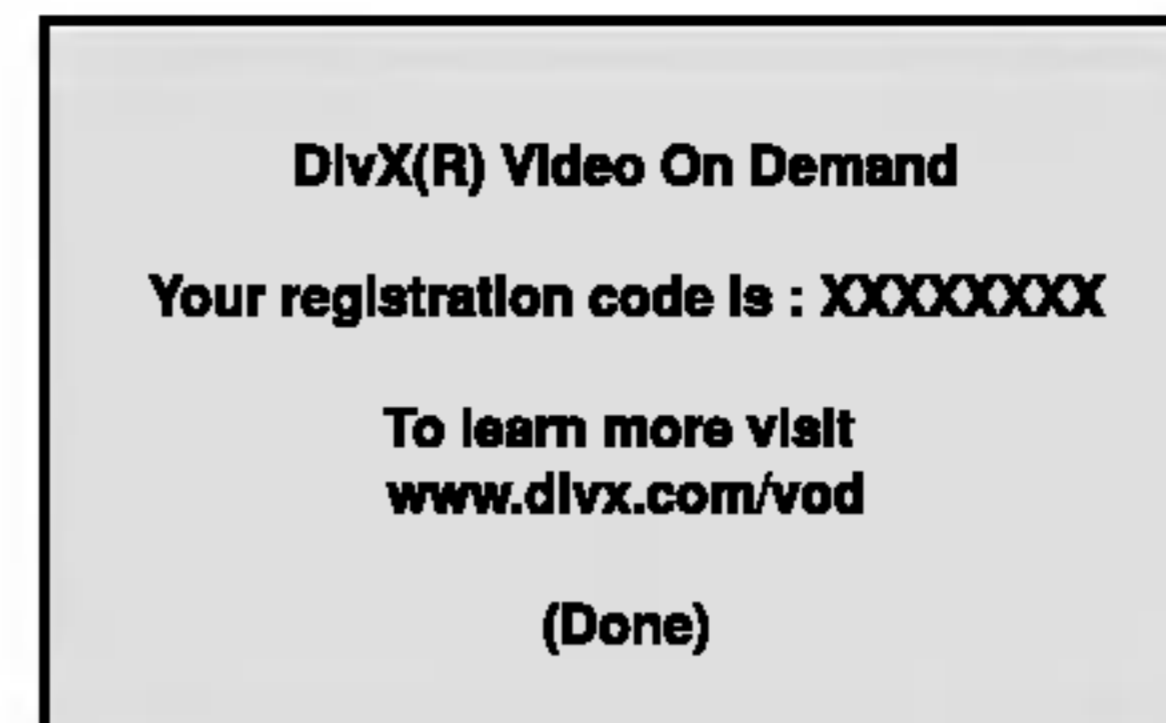 DivX(R) Video On Demand
Your registration code is : XXXXXXXX
To learn more visit
www.divx.com/vod
(Done)